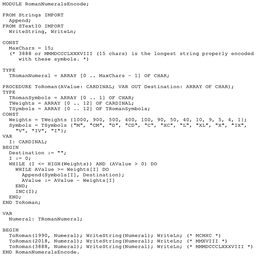 MODULE RomanNumeralsEncode;

FROM Strings IMPORT
  Append;
FROM STextIO IMPORT
  WriteString, WriteLn;

CONST
  MaxChars = 15;
  (* 3888 or MMMDCCCLXXXVIII (15 chars) is the longest string properly encoded
     with these symbols. *)

TYPE
  TRomanNumeral = ARRAY [0 .. MaxChars - 1] OF CHAR;

PROCEDURE ToRoman(AValue: CARDINAL; VAR OUT Destination: ARRAY OF CHAR);
TYPE
  TRomanSymbols = ARRAY [0 .. 1] OF CHAR;
  TWeights = ARRAY [0 .. 12] OF CARDINAL;
  TSymbols = ARRAY [0 .. 12] OF TRomanSymbols;
CONST
  Weights = TWeights {1000, 900, 500, 400, 100, 90, 50, 40, 10, 9, 5, 4, 1};
  Symbols = TSymbols {"M", "CM", "D", "CD", "C", "XC", "L", "XL", "X", "IX",
    "V", "IV", "I"};
VAR
  I: CARDINAL;
BEGIN
  Destination := "";
  I := 0;
  WHILE (I <= HIGH(Weights)) AND (AValue > 0) DO
    WHILE AValue >= Weights[I] DO
      Append(Symbols[I], Destination);
      AValue := AValue - Weights[I]
    END;
    INC(I);
  END;
END ToRoman;

VAR
  Numeral: TRomanNumeral;

BEGIN
  ToRoman(1990, Numeral); WriteString(Numeral); WriteLn; (* MCMXC *)
  ToRoman(2018, Numeral); WriteString(Numeral); WriteLn; (* MMXVIII *)
  ToRoman(3888, Numeral); WriteString(Numeral); WriteLn; (* MMMDCCCLXXXVIII *)
END RomanNumeralsEncode.